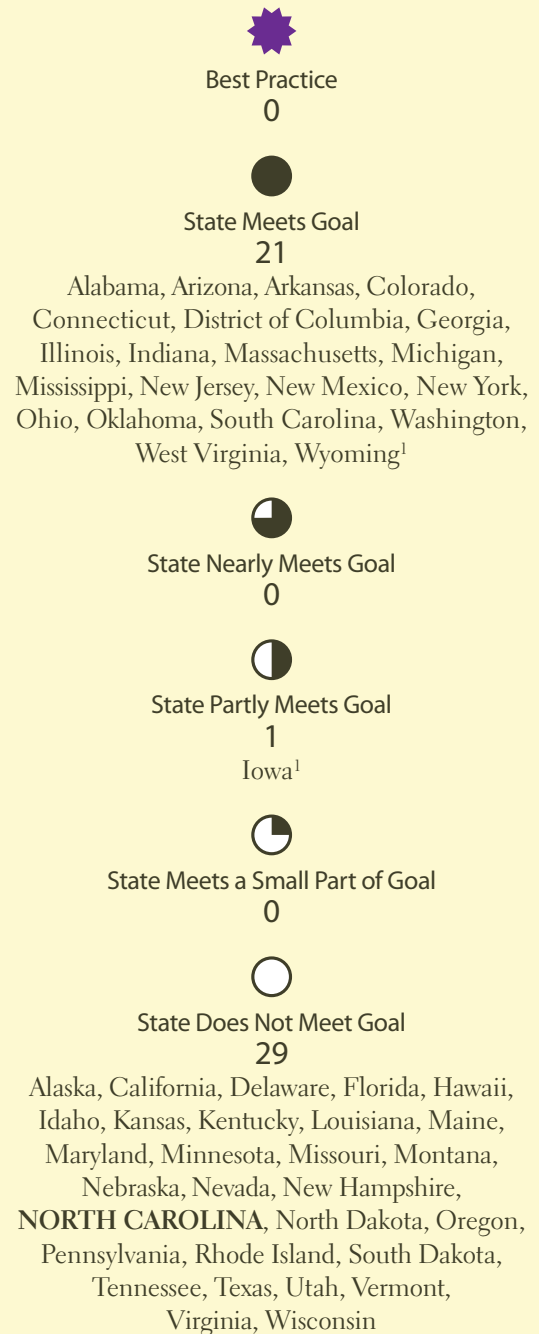 Best Practice
0
State Meets Goal
21
Alabama, Arizona, Arkansas, Colorado,
Connecticut, District of Columbia, Georgia,
Illinois, Indiana, Massachusetts, Michigan,
Mississippi, New Jersey, New Mexico, New York,
Ohio, Oklahoma, South Carolina, Washington,
West Virginia, Wyoming¹
State Nearly Meets Goal
0
State Partly Meets Goal
1
Iowa¹
State Meets a Small Part of Goal
0
State Does Not Meet Goal
29
Alaska, California, Delaware, Florida, Hawaii,
Idaho, Kansas, Kentucky, Louisiana, Maine,
Maryland, Minnesota, Missouri, Montana,
Nebraska, Nevada, New Hampshire,
NORTH CAROLINA, North Dakota, Oregon,
Pennsylvania, Rhode Island, South Dakota,
Tennessee, Texas, Utah, Vermont,
Virginia, Wisconsin